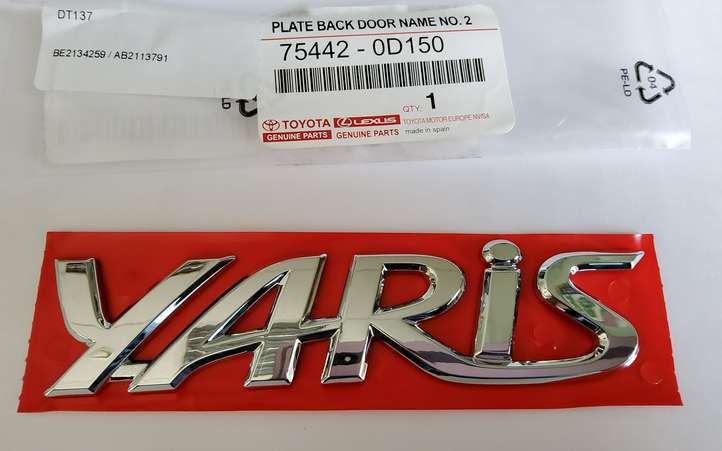 DT137
BE2134259 / AB2113791
PLATE BACK DOOR NAME NO. 2
75442 - 0D150
QTY: 1
TOYOTA LEXUS TOYOTA MOTOR EUROPE NV/SA
GENUINE PARTS GENUINE PARTS made in spain
04
PE-LD
YARiS